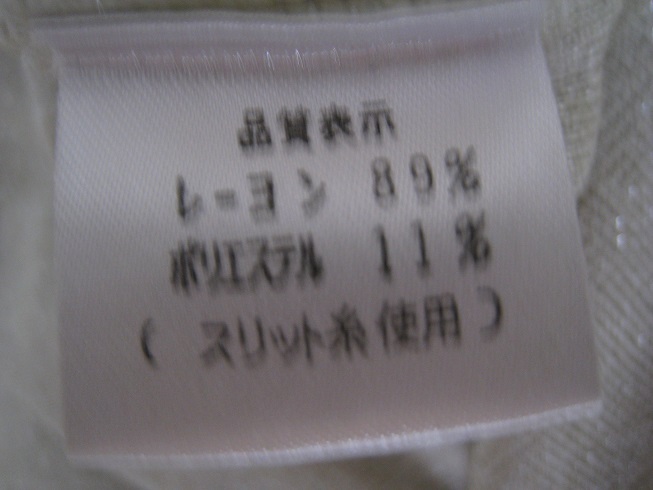 品質表示
レーヨン 89%
ポリエステル 11%
( スリット糸使用 )